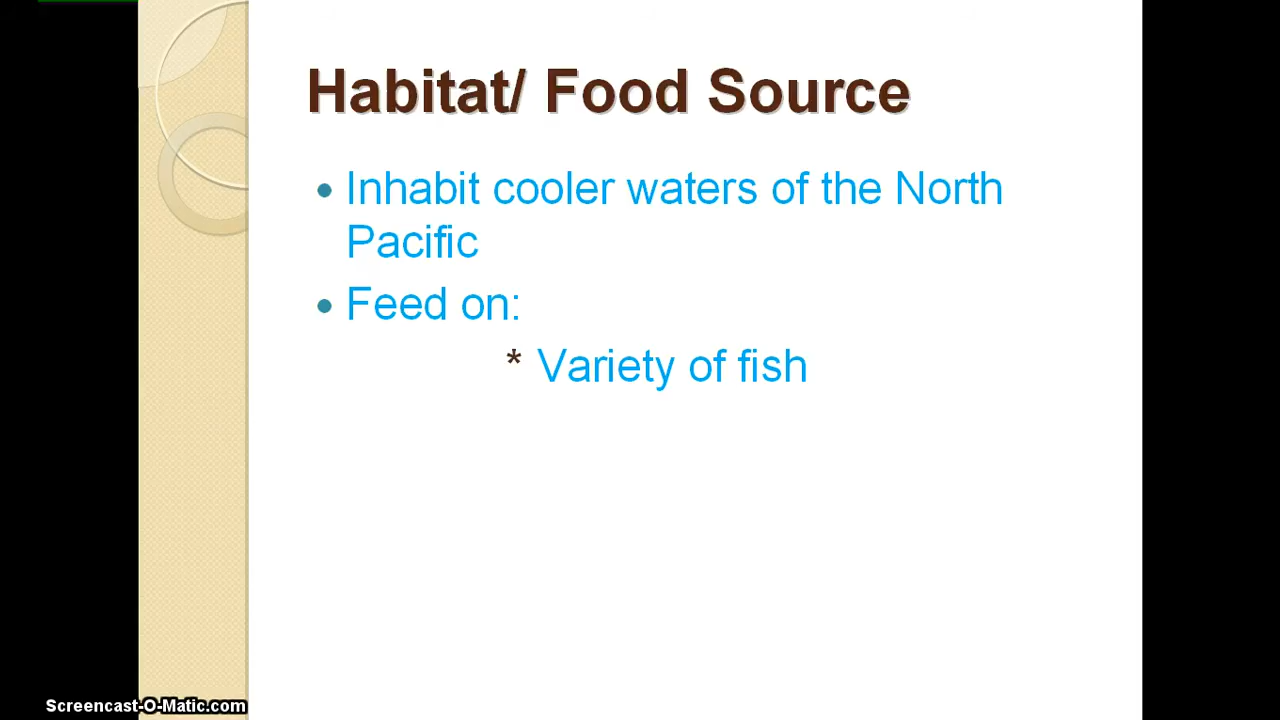 Habitat/ Food Source
• Inhabit cooler waters of the North
Pacific
• Feed on:
* Variety of fish
Screencast-O-Matic.com